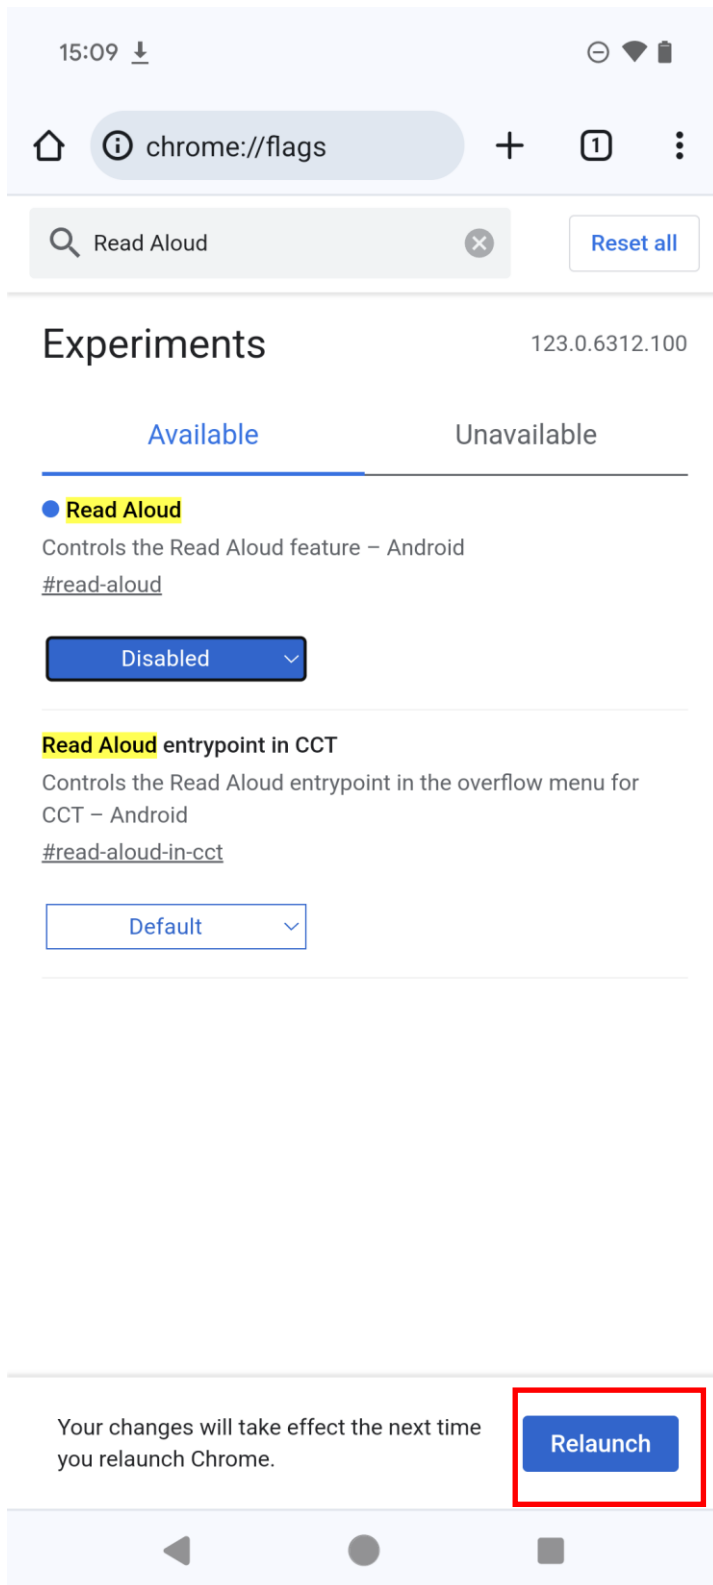 15:09
chrome://flags
1
Read Aloud
Reset all
Experiments
123.0.6312.100
Available
Unavailable
Read Aloud
Controls the Read Aloud feature – Android
#read-aloud
Disabled
Read Aloud entrypoint in CCT
Controls the Read Aloud entrypoint in the overflow menu for
CCT – Android
#read-aloud-in-cct
Default
Your changes will take effect the next time
you relaunch Chrome.
Relaunch